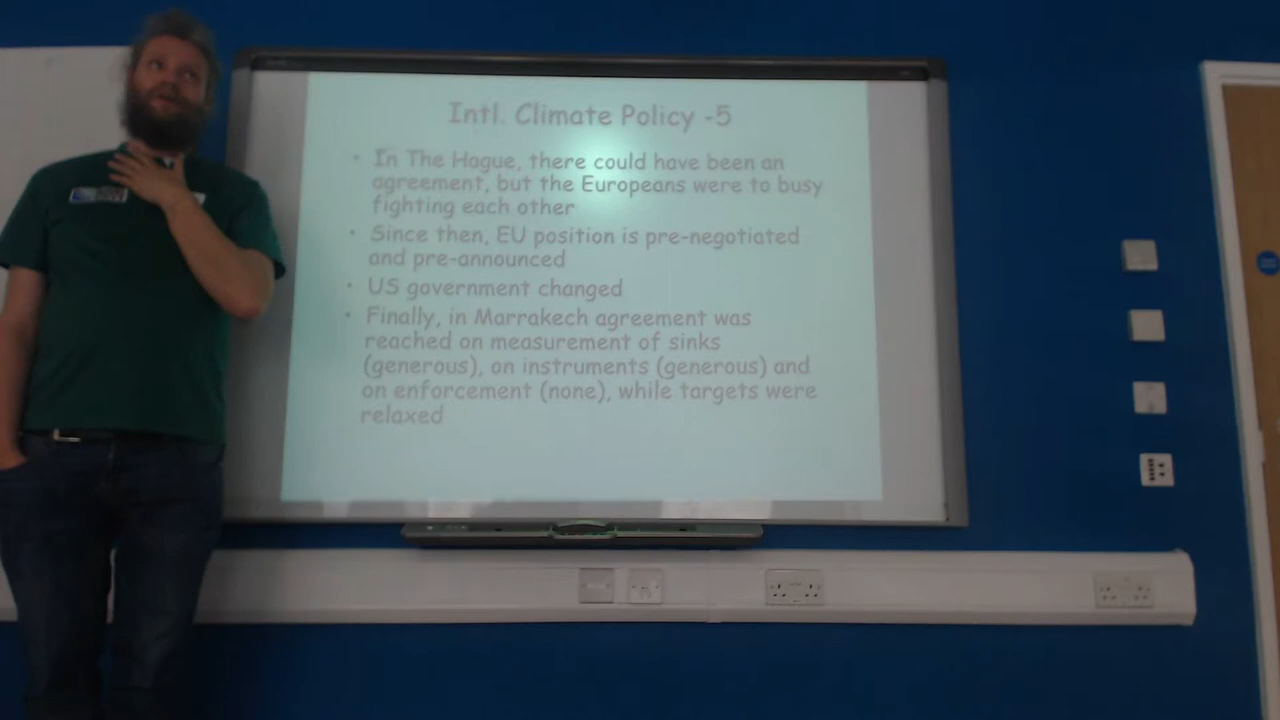 Intl. Climate Policy -5
• In The Hague, there could have been an
agreement, but the Europeans were to busy
fighting each other
• Since then, EU position is pre-negotiated
and pre-announced
• US government changed
• Finally, in Marrakech agreement was
reached on measurement of sinks
(generous), on instruments (generous) and
on enforcement (none), while targets were
relaxed